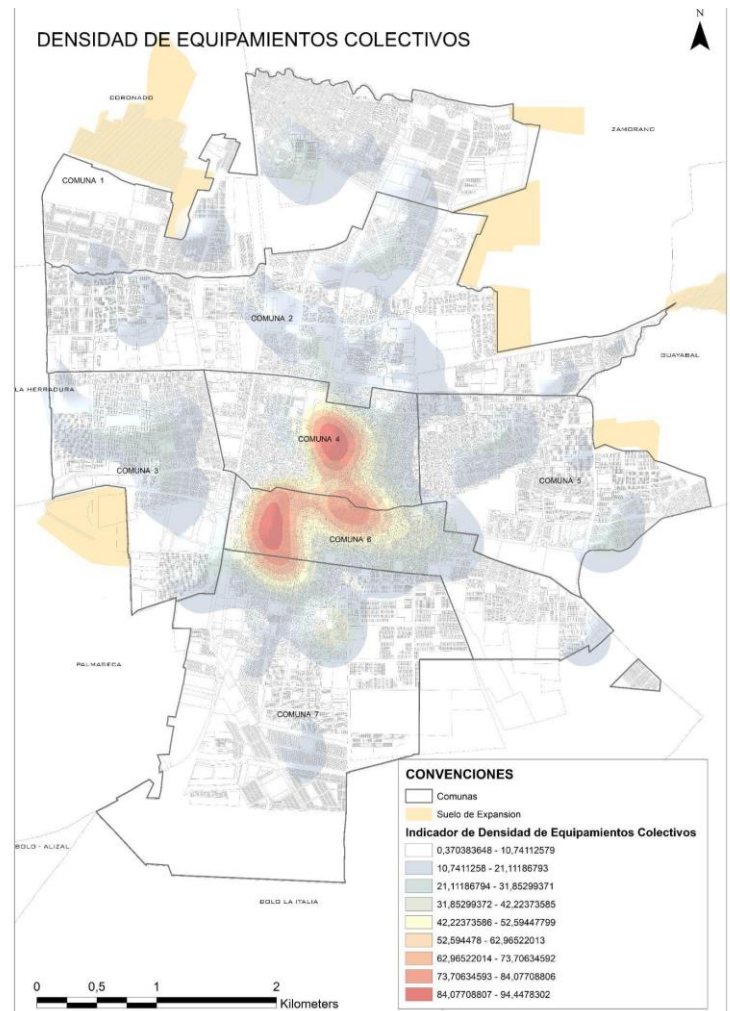 N
DENSIDAD DE EQUIPAMIENTOS COLECTIVOS
CORONADO
ZAMORANO
COMUNA 1
COMUNA 2
GUAYABAL
LA HERRADURA
COMUNA 4
COMUNA 3
COMUNA 5
COMUNA 6
PALMASECA
COMUNA 7
CONVENCIONES
Comunas
Suelo de Expansion
Indicador de Densidad de Equipamientos Colectivos
0,370383648 - 10,74112579
10,7411258 - 21,11186793
21,11186794 - 31,85299371
31,85299372 - 42,22373585
42,22373586 - 52,59447799
52,594478 - 62,96522013
62,96522014 - 73,70634592
73,70634593 - 84,07708806
84,07708807 - 94,4478302
BOLO - ALIZAL
BOLO LA ITALIA
0 0,5 1 2
Kilometers